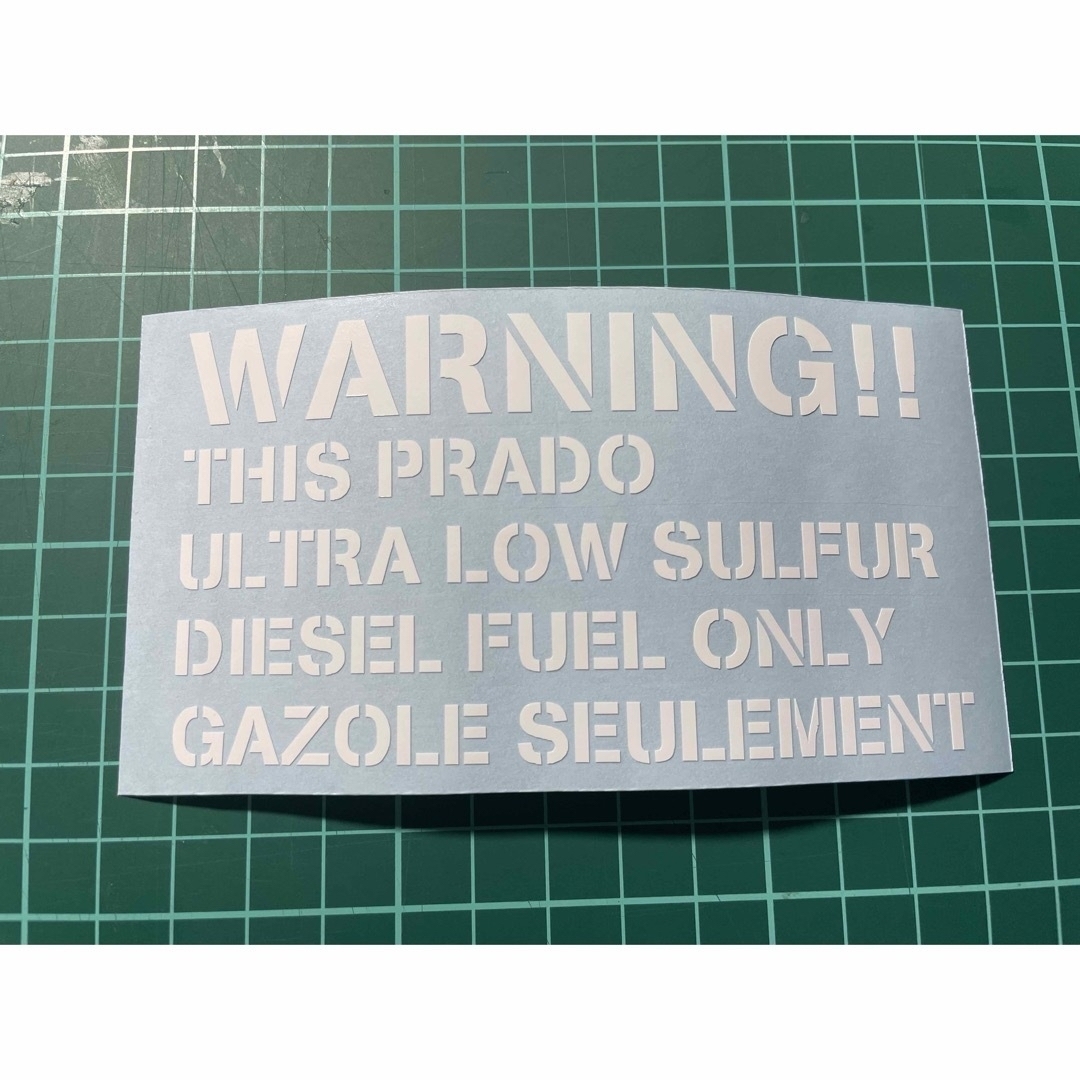 WARNING!!
THIS PRADO
ULTRA LOW SULFUR
DIESEL FUEL ONLY
GAZOLE SEULEMENT